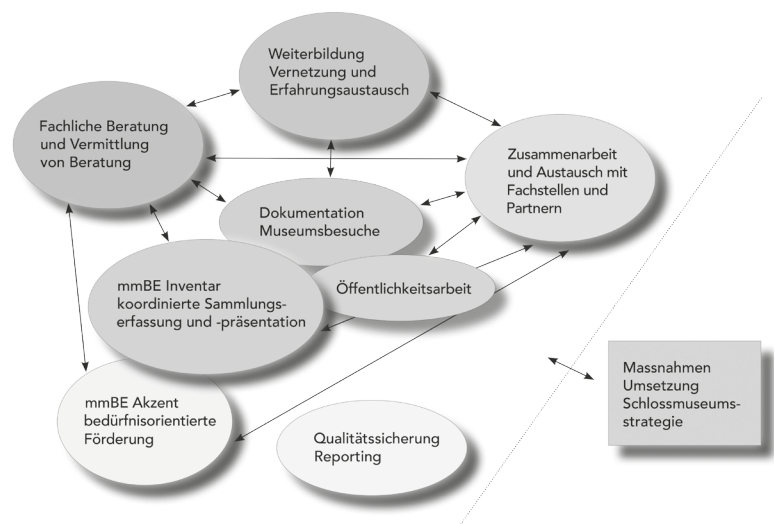 Weiterbildung
Vernetzung und
Erfahrungsaustausch
Fachliche Beratung
und Vermittlung
von Beratung
Zusammenarbeit
und Austausch mit
Fachstellen und
Partnern
Dokumentation
Museumsbesuche
mmBE Inventar
koordinierte Sammlungs-
erfassung und -präsentation
Öffentlichkeitsarbeit
mmBE Akzent
bedürfnisorientierte
Förderung
Qualitätssicherung
Reporting
Massnahmen
Umsetzung
Schlossmuseums-
strategie